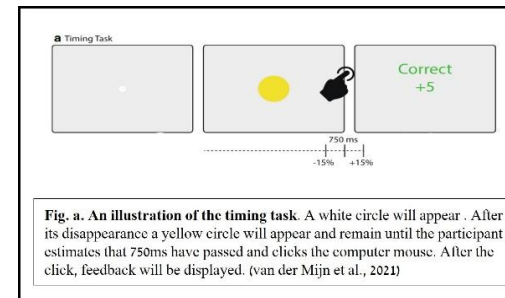 a Timing Task
Correct
+5
750 ms
-15% +15%
Fig. a. An illustration of the timing task. A white circle will appear . After
its disappearance a yellow circle will appear and remain until the participant
estimates that 750ms have passed and clicks the computer mouse. After the
click, feedback will be displayed. (van der Mijn et al., 2021)